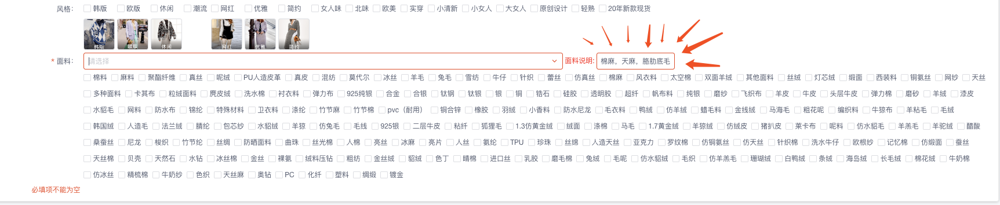 风格： 韩版 欧版 休闲 潮流 网红 优雅 简约 女人味 北味 欧美 实穿 小清新 小女人 大女人 原创设计 轻熟 20年新款现货
韩版 欧版 休闲 网红 优雅 简约
* 面料： 请选择 面料说明: 棉麻，天麻，胳肋底毛
棉料 麻料 聚酯纤维 真丝 呢绒 PU人造皮革 真皮 混纺 莫代尔 冰丝 羊毛 兔毛 雪纺 牛仔 针织 蕾丝 仿真丝 棉麻 风衣料 太空棉 双面羊绒 其他面料 丝绒 灯芯绒 缎面 西装料 铜氨丝 网纱 天丝
多种面料 卡其布 粒绒面料 麂皮绒 洗水棉 衬衣料 弹力布 925纯银 合金 合银 钛钢 钛银 银 铜 锆石 硅胶 透明胶 超纤 帆布料 纯银 磨纱 飞织布 羊皮 牛皮 头层牛皮 弹力棉 磨砂 羊绒 漆皮
水貂毛 网料 防水布 锦纶 特殊材料 卫衣料 涤纶 竹节麻 竹节棉 pvc（耐用） 铜合锌 橡胶 羽绒 小香料 防水尼龙 毛衣料 鸭绒 仿羊绒 蜡毛料 金线绒 马海毛 粗花呢 编织料 牛猄布 羊粘毛 毛绒
韩国绒 人造毛 法兰绒 腈纶 包芯纱 水貂绒 羊猄 仿兔毛 毛线 925银 二层牛皮 粘纤 狐狸毛 1.3仿黄金绒 绒面 涤棉 马毛 1.7黄金绒 羊猄绒 仿绒皮 猪扒皮 莱卡布 呢料 仿水貂毛 羊羔毛 羊驼绒 醋酸
桑蚕丝 尼龙 梭织 竹节纶 丝绸 防晒面料 曲珠 丝光棉 人棉 亮丝 冰麻 亮片 人丝 氨纶 TPU 珍珠 丝绵 人造天丝 亚克力 罗纹棉 仿铜氨丝 仿天丝 针织棉 洗水牛仔 欧根纱 记忆棉 仿缎面 蚕丝
天丝棉 贝壳 天然石 水钻 冰丝棉 金丝 裸氨 绒料压钻 粗纺 金丝绒 貂绒 色丁 晴棉 进口丝 乳胶 磨毛棉 兔绒 毛呢 仿水貂绒 毛织 仿羊羔毛 珊瑚绒 白鸭绒 条绒 海岛绒 长毛绒 棉花绒 牛奶棉
仿冰丝 精梳棉 牛奶纱 色织 天丝麻 奥钻 PC 化纤 塑料 绸缎 镀金
必填项不能为空